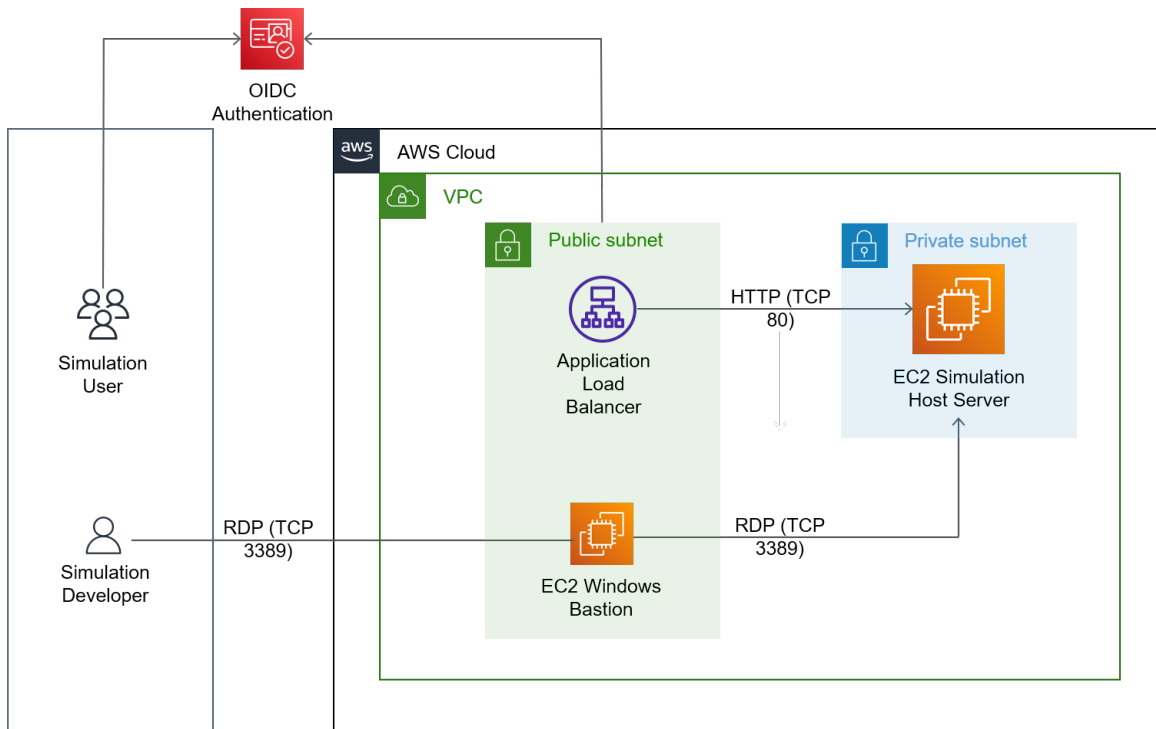 OIDC
Authentication
aws
AWS Cloud
VPC
Public subnet
Private subnet
HTTP (TCP
80)
Simulation
User
Application
Load
Balancer
EC2 Simulation
Host Server
RDP (TCP
3389)
RDP (TCP
3389)
Simulation
Developer
EC2 Windows
Bastion